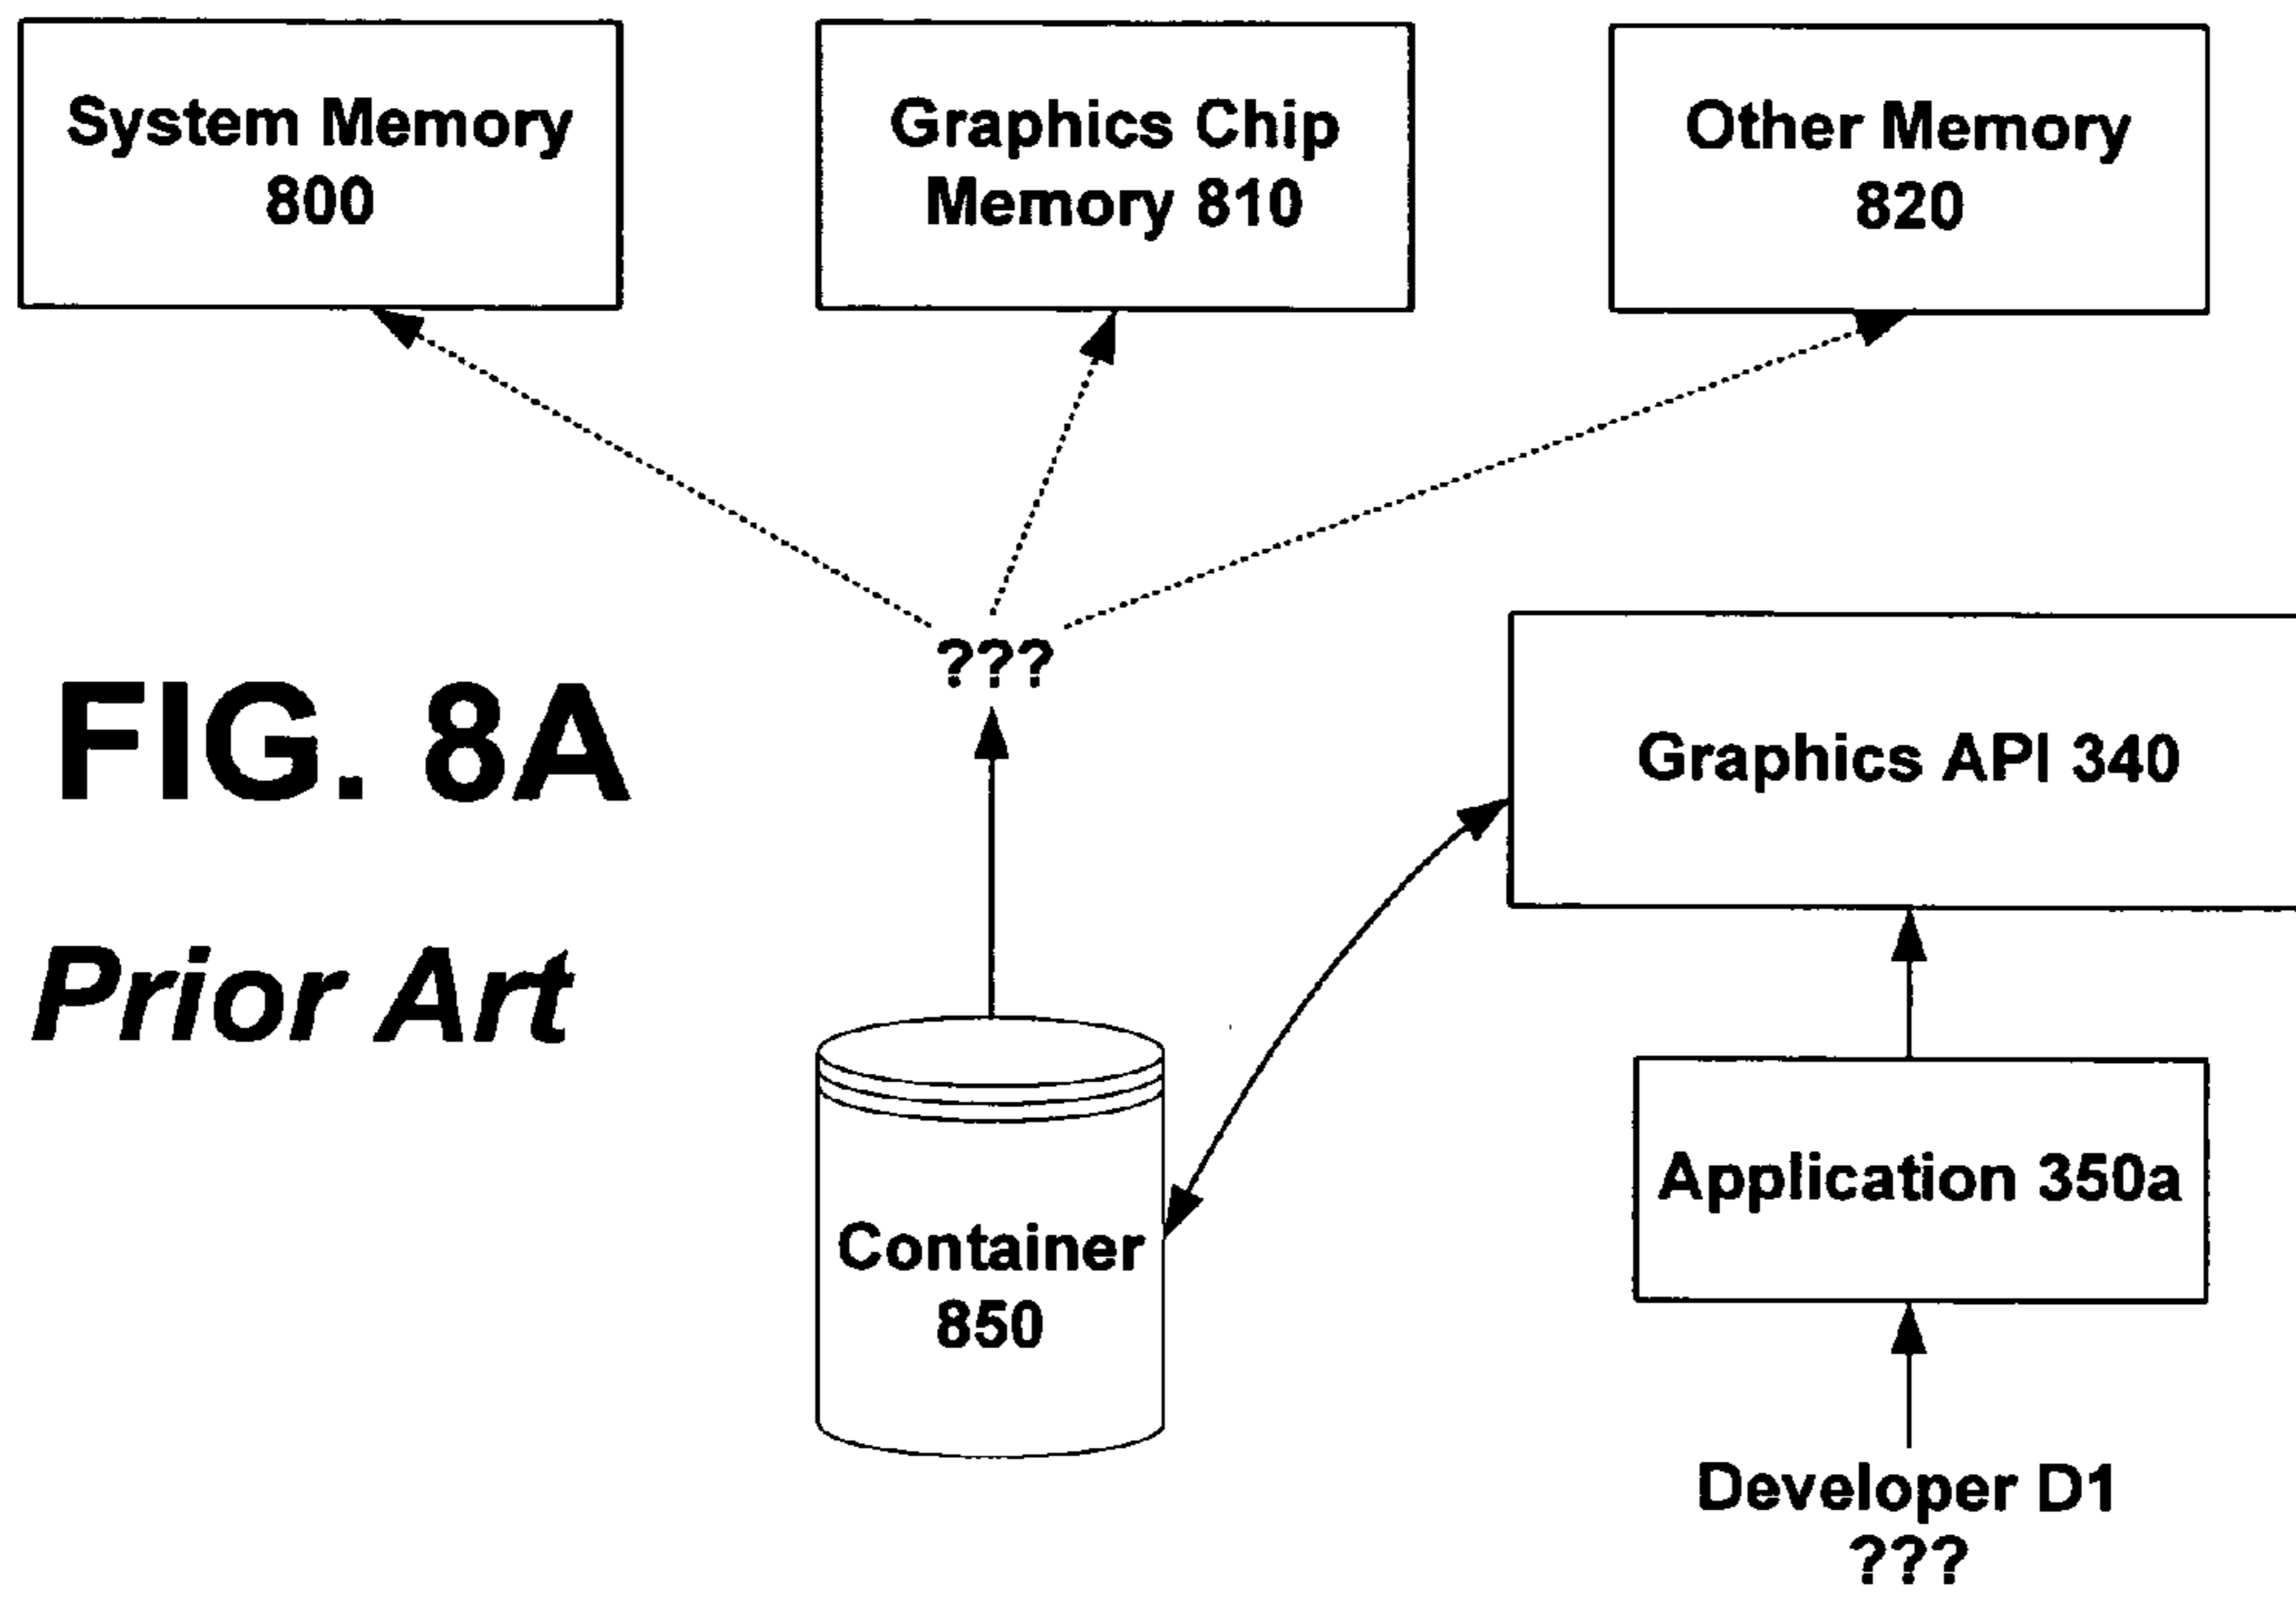 System Memory
800
Graphics Chip
Memory 810
Other Memory
820
???
FIG. 8A
Prior Art
Graphics API 340
Container
850
Application 350a
Developer D1
???